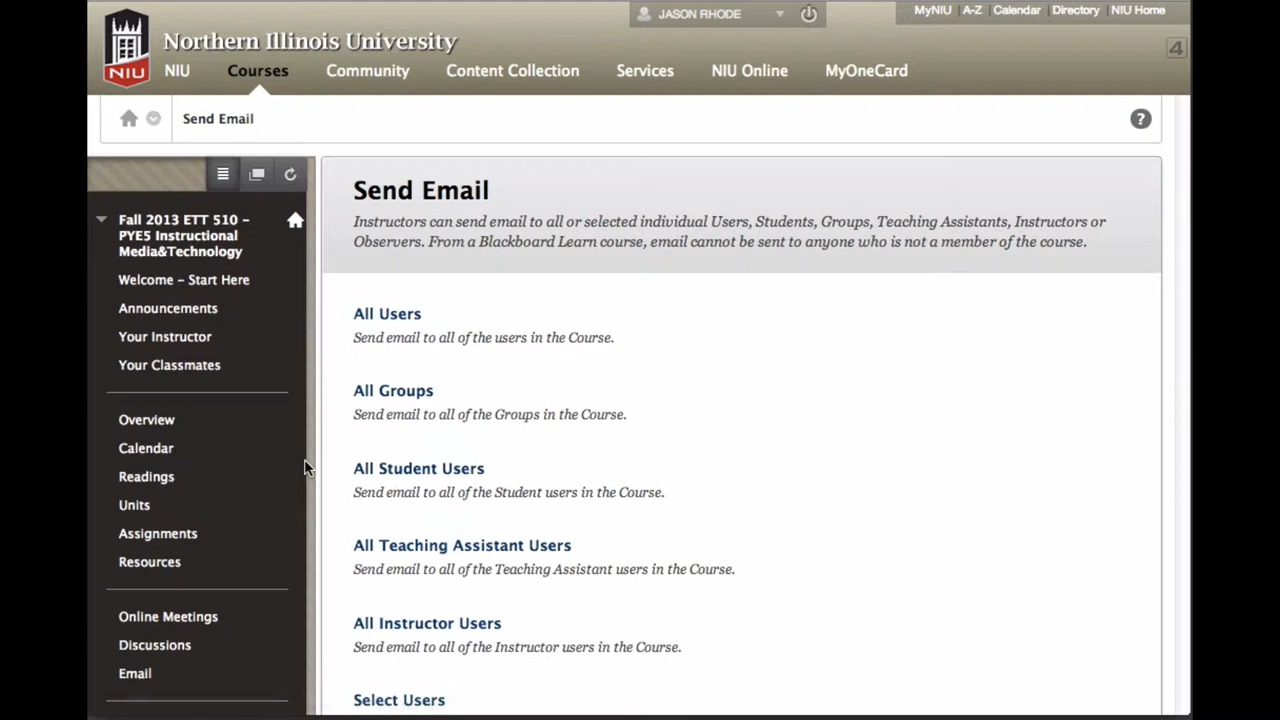 JASON RHODE
MyNIU A-Z Calendar Directory NIU Home
Northern Illinois University
NIU
4
NIU Courses Community Content Collection Services NIU Online MyOneCard
Send Email
?
Fall 2013 ETT 510 -
PYE5 Instructional
Media&Technology
Welcome - Start Here
Announcements
Your Instructor
Your Classmates
Overview
Calendar
Readings
Units
Assignments
Resources
Online Meetings
Discussions
Email
Send Email
Instructors can send email to all or selected individual Users, Students, Groups, Teaching Assistants, Instructors or
Observers. From a Blackboard Learn course, email cannot be sent to anyone who is not a member of the course.
All Users
Send email to all of the users in the Course.
All Groups
Send email to all of the Groups in the Course.
All Student Users
Send email to all of the Student users in the Course.
All Teaching Assistant Users
Send email to all of the Teaching Assistant users in the Course.
All Instructor Users
Send email to all of the Instructor users in the Course.
Select Users